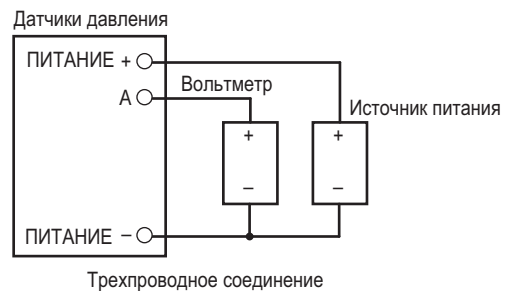 Датчики давления
ПИТАНИЕ +
А
Вольтметр
Источник питания
+
+
–
–
ПИТАНИЕ –
Трехпроводное соединение